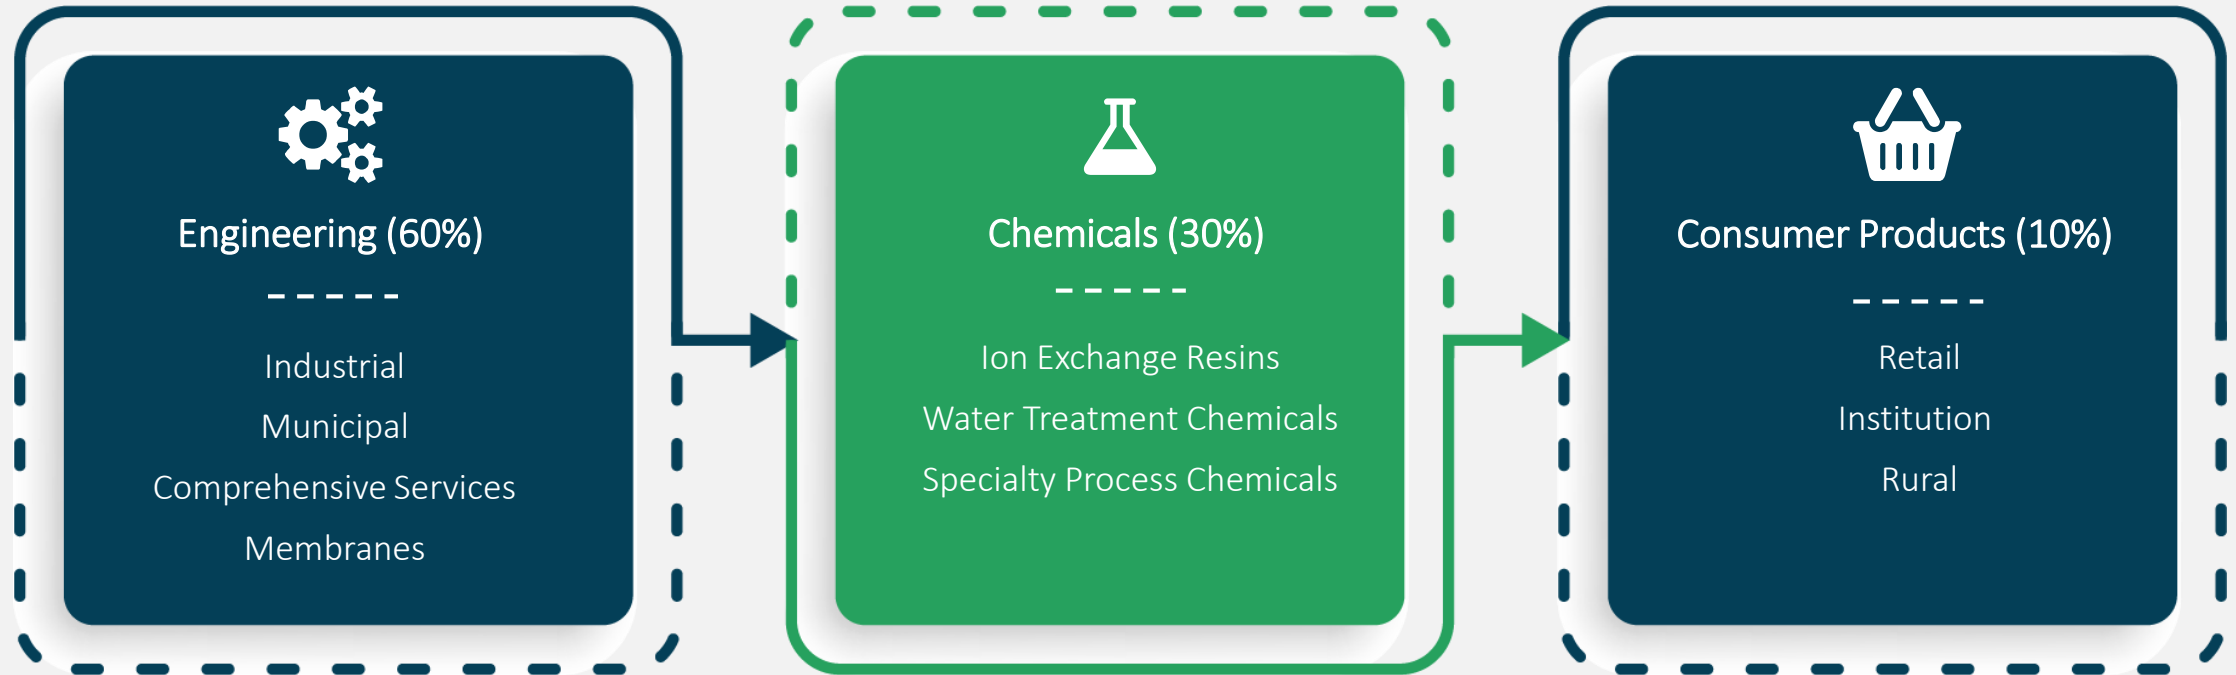 Engineering (60%)
Industrial
Municipal
Comprehensive Services
Membranes
Chemicals (30%)
Ion Exchange Resins
Water Treatment Chemicals
Specialty Process Chemicals
Consumer Products (10%)
Retail
Institution
Rural